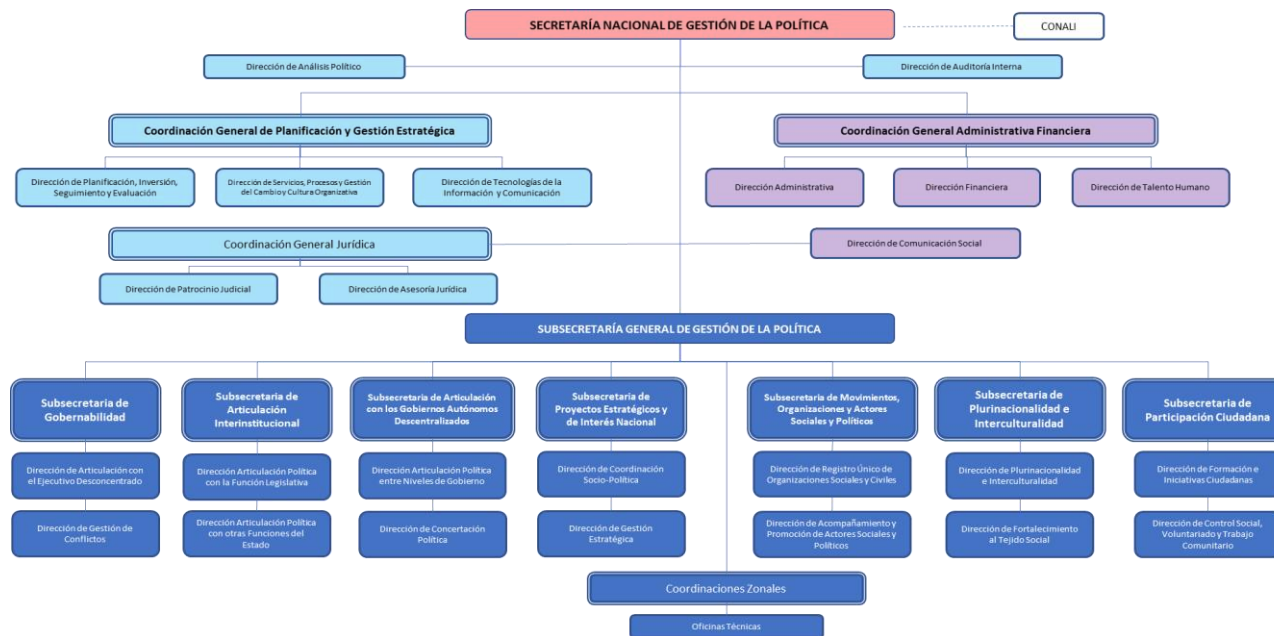 SECRETARÍA NACIONAL DE GESTIÓN DE LA POLÍTICA
CONALI
Dirección de Análisis Político
Dirección de Auditoría Interna
Coordinación General de Planificación y Gestión Estratégica
Coordinación General Administrativa Financiera
Dirección de Planificación, Inversión,
Seguimiento y Evaluación
Dirección de Servicios, Procesos y Gestión
del Cambio y Cultura Organizativa
Dirección de Tecnologías de la
Información y Comunicación
Dirección Administrativa
Dirección Financiera
Dirección de Talento Humano
Coordinación General Jurídica
Dirección de Comunicación Social
Dirección de Patrocinio Judicial
Dirección de Asesoría Jurídica
SUBSECRETARÍA GENERAL DE GESTIÓN DE LA POLÍTICA
Subsecretaria de
Gobernabilidad
Subsecretaria de
Articulación
Interinstitucional
Subsecretaria de Articulación
con los Gobiernos Autónomos
Descentralizados
Subsecretaria de
Proyectos Estratégicos y
de Interés Nacional
Subsecretaria de Movimientos,
Organizaciones y Actores
Sociales y Políticos
Subsecretaria de
Plurinacionalidad e
Interculturalidad
Subsecretaria de
Participación Ciudadana
Dirección de Articulación con
el Ejecutivo Desconcentrado
Dirección Articulación Política
con la Función Legislativa
Dirección Articulación Política
entre Niveles de Gobierno
Dirección de Coordinación
Socio-Política
Dirección de Registro Único de
Organizaciones Sociales y Civiles
Dirección de Plurinacionalidad
e Interculturalidad
Dirección de Formación e
Iniciativas Ciudadanas
Dirección de Gestión de
Conflictos
Dirección Articulación Política
con otras Funciones del
Estado
Dirección de Concertación
Política
Dirección de Gestión
Estratégica
Dirección de Acompañamiento y
Promoción de Actores Sociales y
Políticos
Dirección de Fortalecimiento
al Tejido Social
Dirección de Control Social,
Voluntariado y Trabajo
Comunitario
Coordinaciones Zonales
Oficinas Técnicas